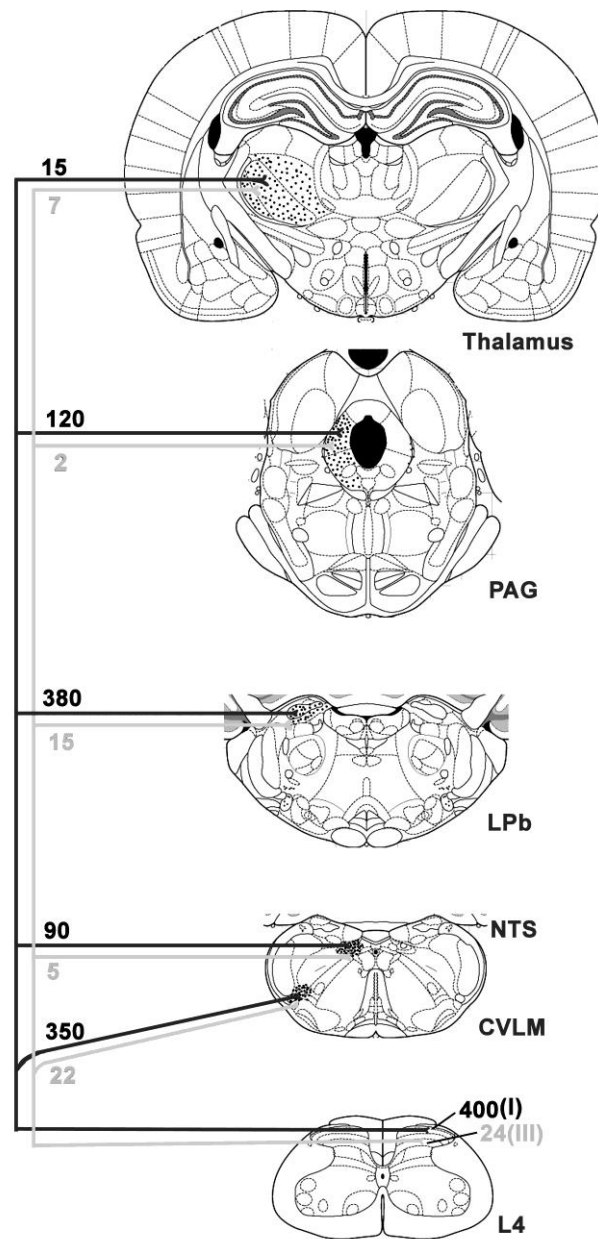 15
7
Thalamus
120
2
PAG
380
15
LPb
90
5
NTS
350
22
CVLM
400(I)
24(III)
L4